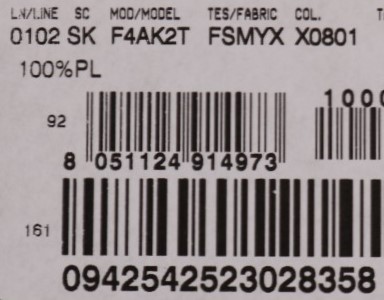 LN/LINE SC MOD/MODEL TES/FABRIC COL.
0102 SK F4AK2T FSMYX X0801
100%PL
1000
92
8 051124 914973
161
0942542523028358